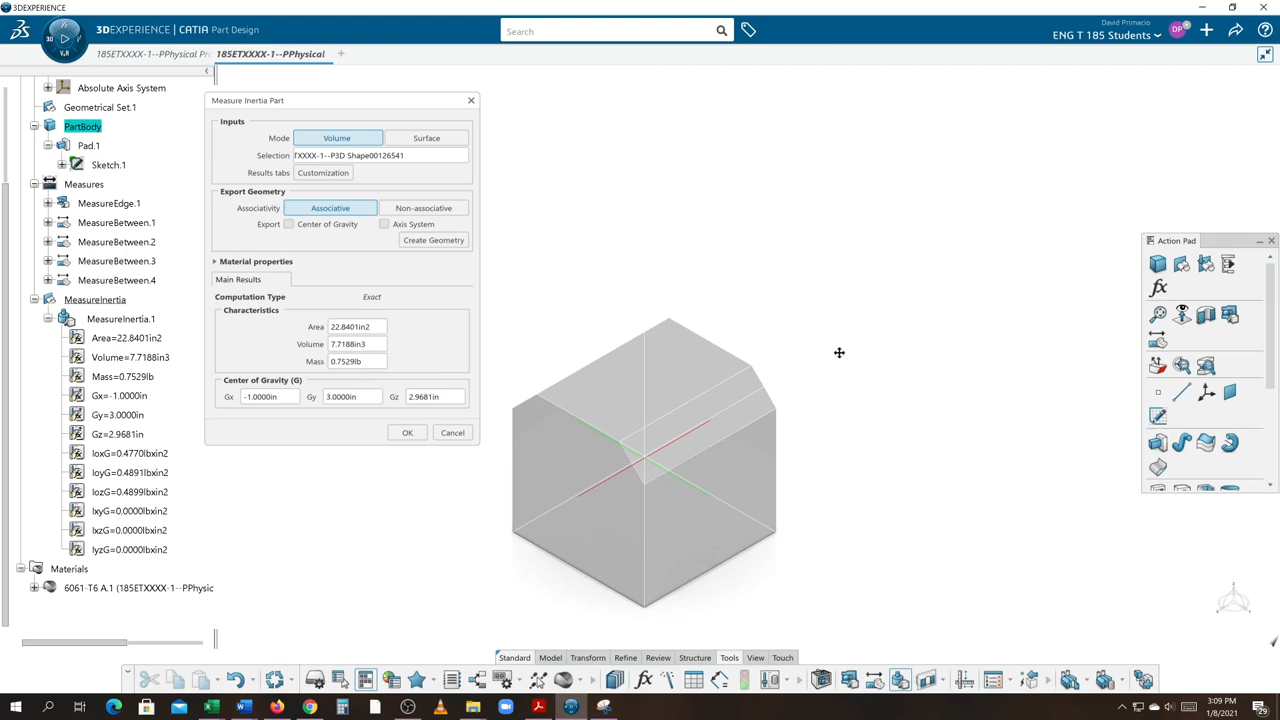 3DEXPERIENCE
3DEXPERIENCE | CATIA Part Design
Search
David Primacio
ENG T 185 Students
DP
3D
V.R
185ETXXXX-1--PPhysical Pr
185ETXXXX-1--PPhysical
Absolute Axis System
Geometrical Set.1
PartBody
Pad.1
Sketch.1
Measures
MeasureEdge.1
MeasureBetween.1
MeasureBetween.2
MeasureBetween.3
MeasureBetween.4
MeasureInertia
MeasureInertia.1
Area=22.8401in2
Volume=7.7188in3
Mass=0.7529lb
Gx=-1.0000in
Gy=3.0000in
Gz=2.9681in
IoxG=0.4770lbxin2
IoyG=0.4891lbxin2
IozG=0.4899lbxin2
IxyG=0.0000lbxin2
IxzG=0.0000lbxin2
IyzG=0.0000lbxin2
Materials
6061-T6 A.1 (185ETXXXX-1--PPhysic
Measure Inertia Part
Inputs
Mode Volume Surface
Selection TXXXX-1--P3D Shape00126541
Results tabs Customization
Export Geometry
Associativity Associative Non-associative
Export Center of Gravity Axis System
Create Geometry
Material properties
Main Results
Computation Type Exact
Characteristics
Area 22.8401in2
Volume 7.7188in3
Mass 0.7529lb
Center of Gravity (G)
Gx -1.0000in Gy 3.0000in Gz 2.9681in
OK Cancel
Action Pad
fx
Standard Model Transform Refine Review Structure Tools View Touch
fx
3:09 PM
1/8/2021
29